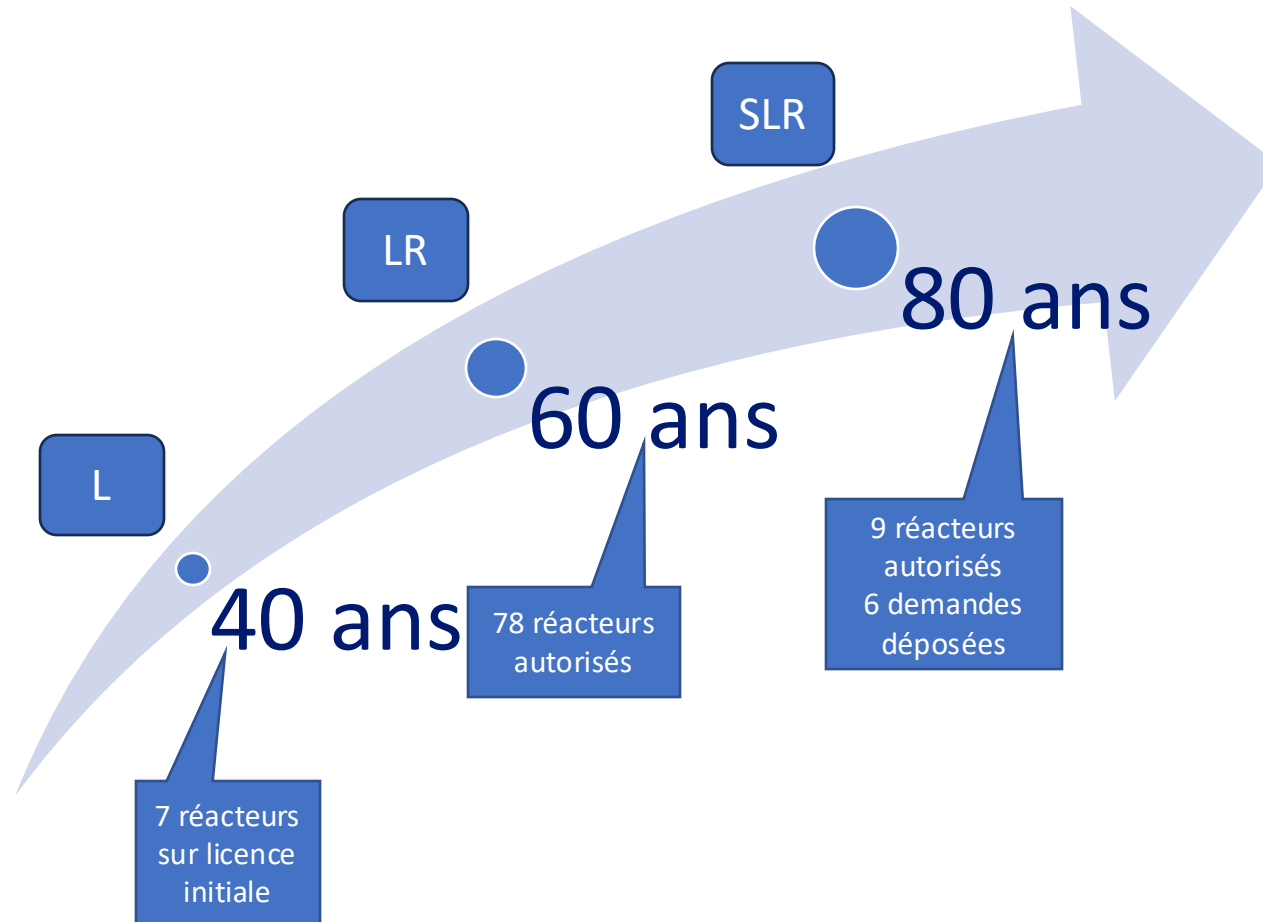 SLR
LR
L
80 ans
60 ans
40 ans
9 réacteurs
autorisés
6 demandes
déposées
78 réacteurs
autorisés
7 réacteurs
sur licence
initiale